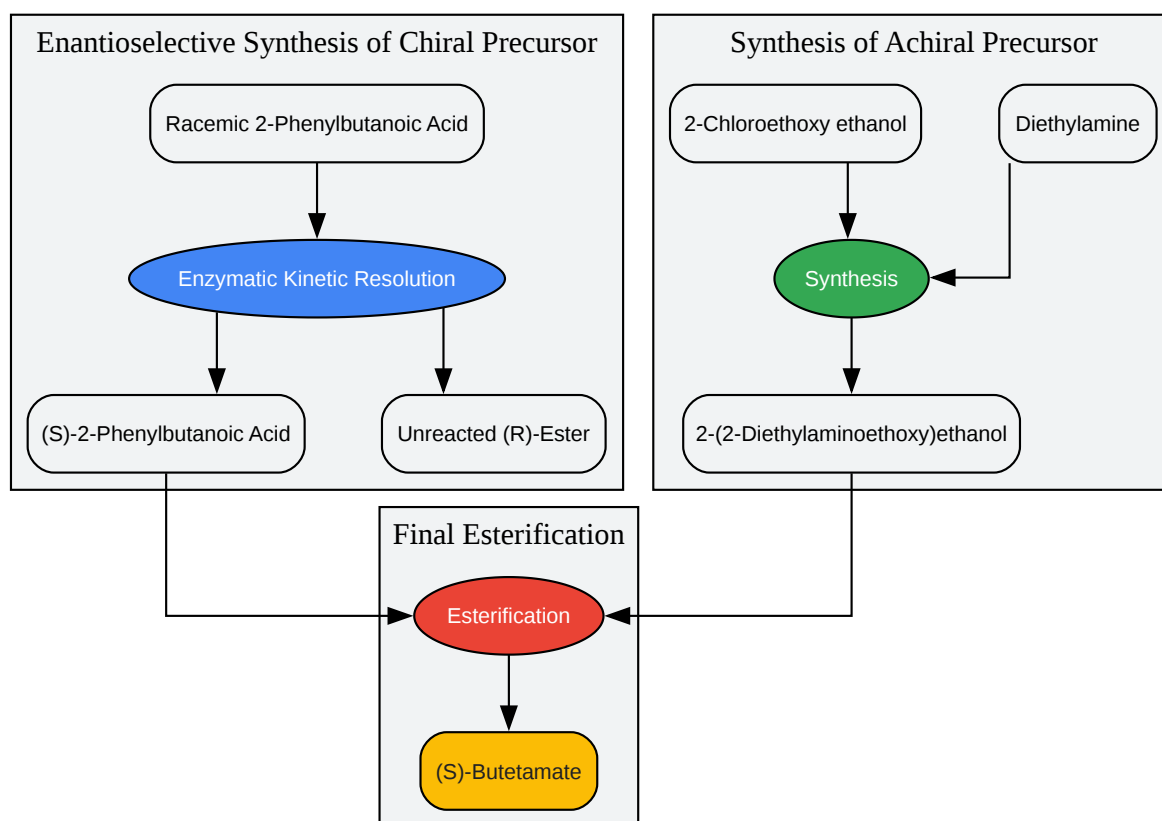 Enantioselective Synthesis of Chiral Precursor
Racemic 2-Phenylbutanoic Acid
Enzymatic Kinetic Resolution
(S)-2-Phenylbutanoic Acid
Unreacted (R)-Ester
Synthesis of Achiral Precursor
2-Chloroethoxy ethanol
Diethylamine
Synthesis
2-(2-Diethylaminoethoxy)ethanol
Final Esterification
Esterification
(S)-Butetamate